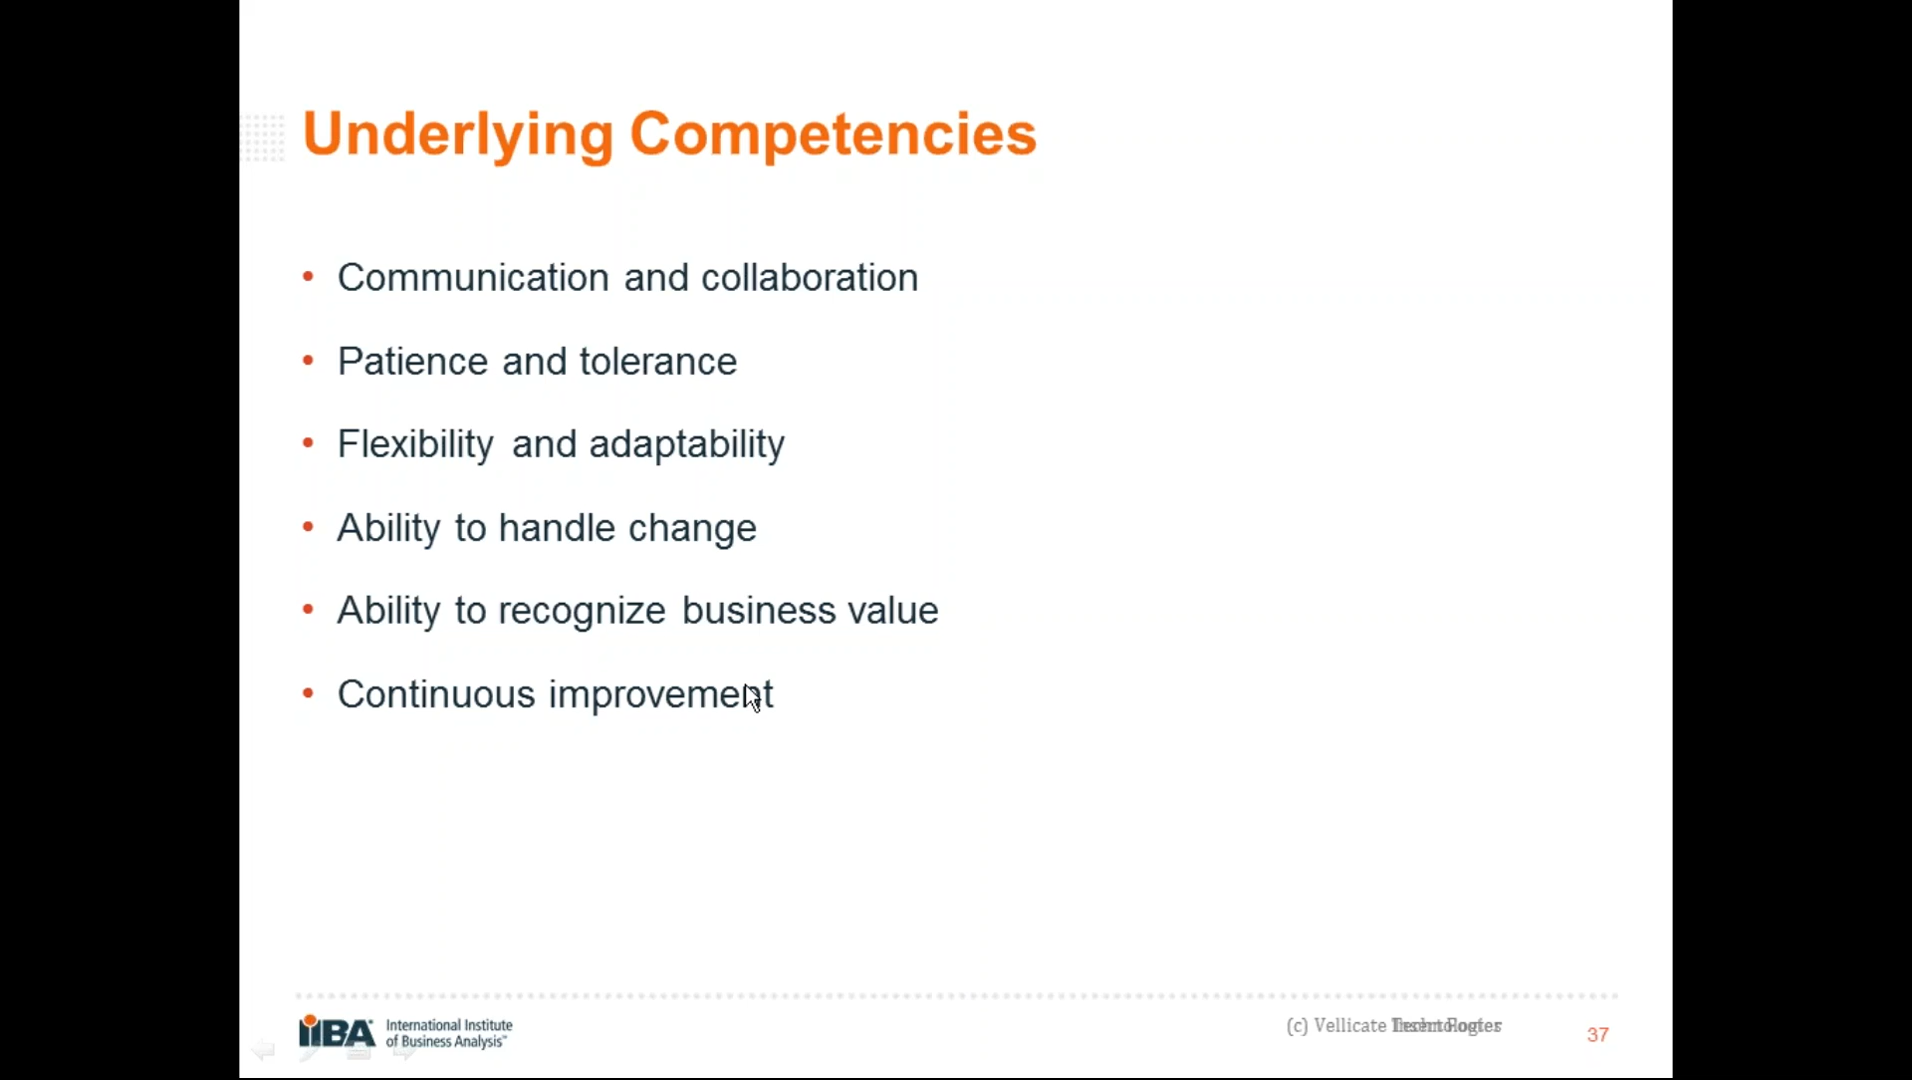 Underlying Competencies
• Communication and collaboration
• Patience and tolerance
• Flexibility and adaptability
• Ability to handle change
• Ability to recognize business value
• Continuous improvement
IIBA
International Institute
of Business Analysis™
(c) Vellicate
37